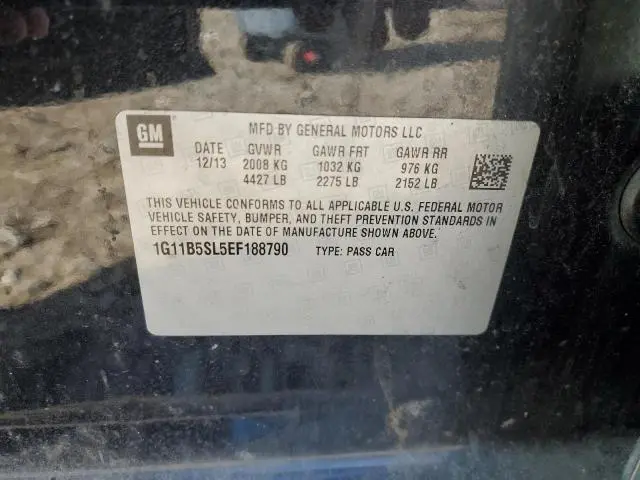 GM
MFD BY GENERAL MOTORS LLC
DATE GVWR GAWR FRT GAWR RR
12/13 2008 KG 1032 KG 976 KG
4427 LB 2275 LB 2152 LB
THIS VEHICLE CONFORMS TO ALL APPLICABLE U.S. FEDERAL MOTOR
VEHICLE SAFETY, BUMPER, AND THEFT PREVENTION STANDARDS IN
EFFECT ON THE DATE OF MANUFACTURE SHOWN ABOVE.
1G11B5SL5EF188790 TYPE: PASS CAR